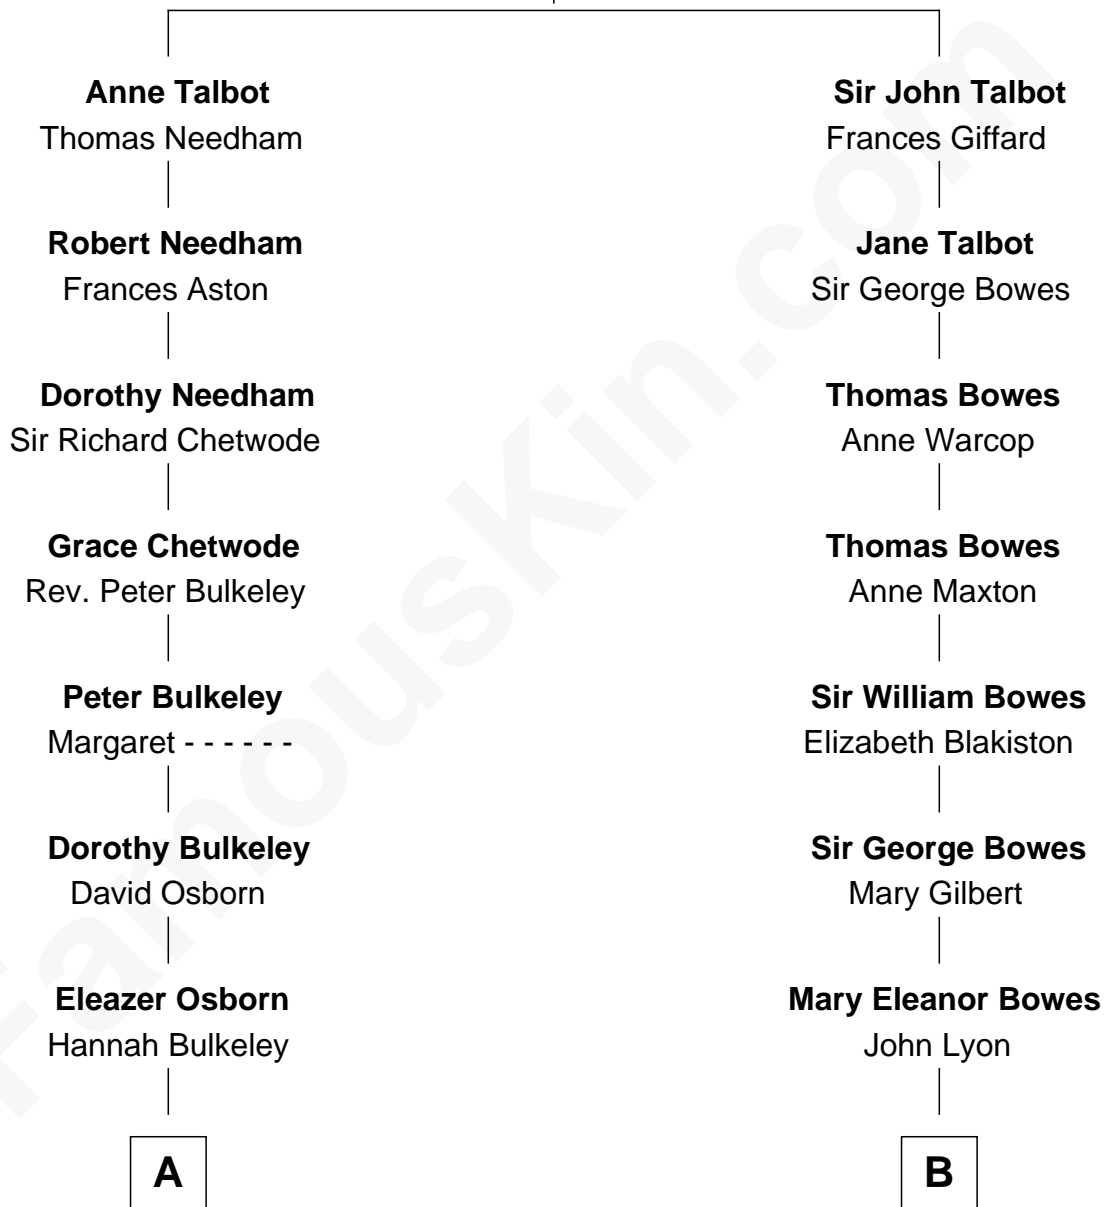 Anne Talbot
Thomas Needham
Robert Needham
Frances Aston
Dorothy Needham
Sir Richard Chetwode
Grace Chetwode
Rev. Peter Bulkeley
Peter Bulkeley
Margaret - - - - - -
Dorothy Bulkeley
David Osborn
Eleazer Osborn
Hannah Bulkeley
A
Sir John Talbot
Frances Giffard
Jane Talbot
Sir George Bowes
Thomas Bowes
Anne Warcop
Thomas Bowes
Anne Maxton
Sir William Bowes
Elizabeth Blakiston
Sir George Bowes
Mary Gilbert
Mary Eleanor Bowes
John Lyon
B
FamousKin.com